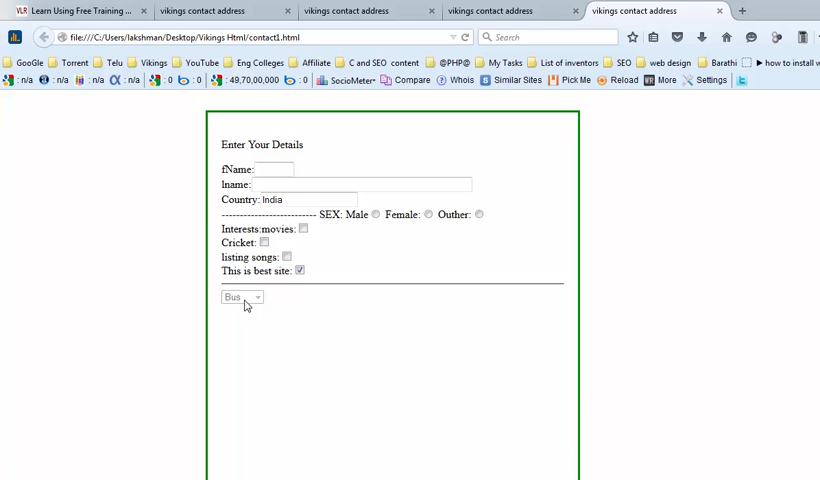 Learn Using Free Training ... vikings contact address vikings contact address vikings contact address vikings contact address
file:///C:/Users/lakshman/Desktop/Vikings Html/contact1.html Search
GooGle Torrent Telu Vikings YouTube Eng Colleges Affiliate C and SEO content @PHP@ My Tasks List of inventors SEO web design Barathi how to install w
: n/a : n/a : n/a : n/a : 0 : 0 : 49,70,00,000 : 0 SocioMeter Compare Whois Similar Sites Pick Me Reload More Settings
Enter Your Details
fName:
lname:
Country: India
-------------------------- SEX: Male Female: Outher:
Interests:movies:
Cricket:
listing songs:
This is best site:
Bus